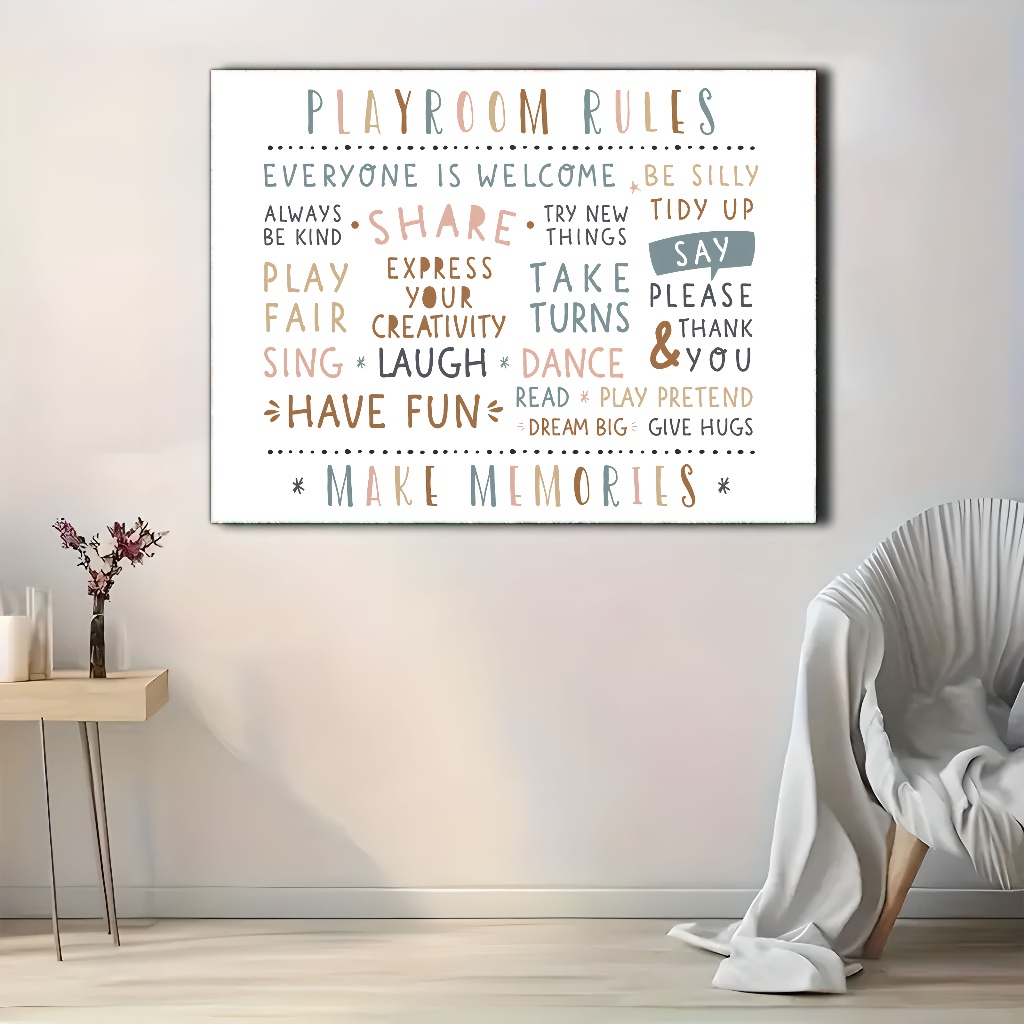 PLAYROOM RULES
EVERYONE IS WELCOME
BE SILLY
ALWAYS
BE KIND
SHARE
TRY NEW
THINGS
TIDY UP
PLAY
FAIR
EXPRESS
YOUR
CREATIVITY
TAKE
TURNS
SAY
PLEASE
& THANK
YOU
SING * LAUGH * DANCE
HAVE FUN
READ * PLAY PRETEND
DREAM BIG
GIVE HUGS
* MAKE MEMORIES *